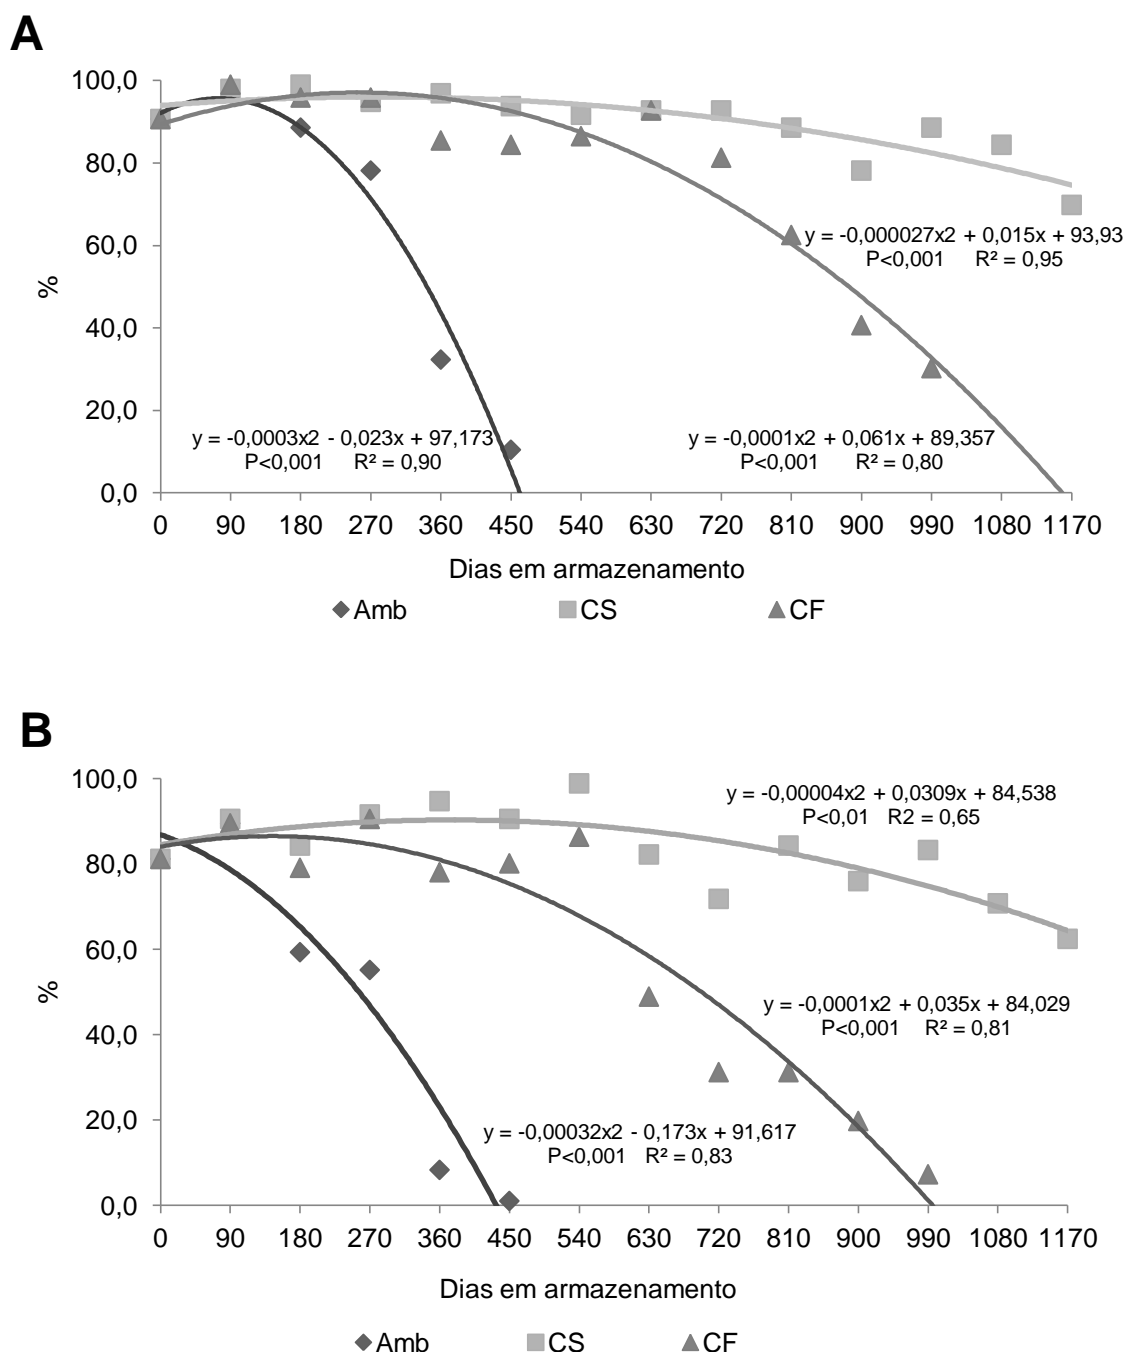 A
100,0
80,0
60,0
40,0
20,0
0,0
%
y = -0,000027x2 + 0,015x + 93,93
P<0,001 R² = 0,95
y = -0,0003x2 - 0,023x + 97,173
P<0,001 R² = 0,90
y = -0,0001x2 + 0,061x + 89,357
P<0,001 R² = 0,80
0 90 180 270 360 450 540 630 720 810 900 990 1080 1170
Dias em armazenamento
Amb CS CF
B
100,0
80,0
60,0
40,0
20,0
0,0
%
y = -0,00004x2 + 0,0309x + 84,538
P<0,01 R2 = 0,65
y = -0,0001x2 + 0,035x + 84,029
P<0,001 R² = 0,81
y = -0,00032x2 - 0,173x + 91,617
P<0,001 R² = 0,83
0 90 180 270 360 450 540 630 720 810 900 990 1080 1170
Dias em armazenamento
Amb CS CF